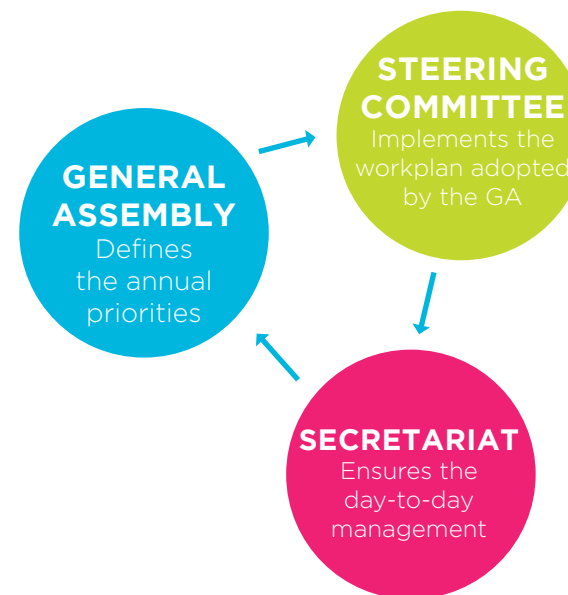 GENERAL
ASSEMBLY
Defines
the annual
priorities
STEERING
COMMITTEE
Implements the
workplan adopted
by the GA
SECRETARIAT
Ensures the
day-to-day
management